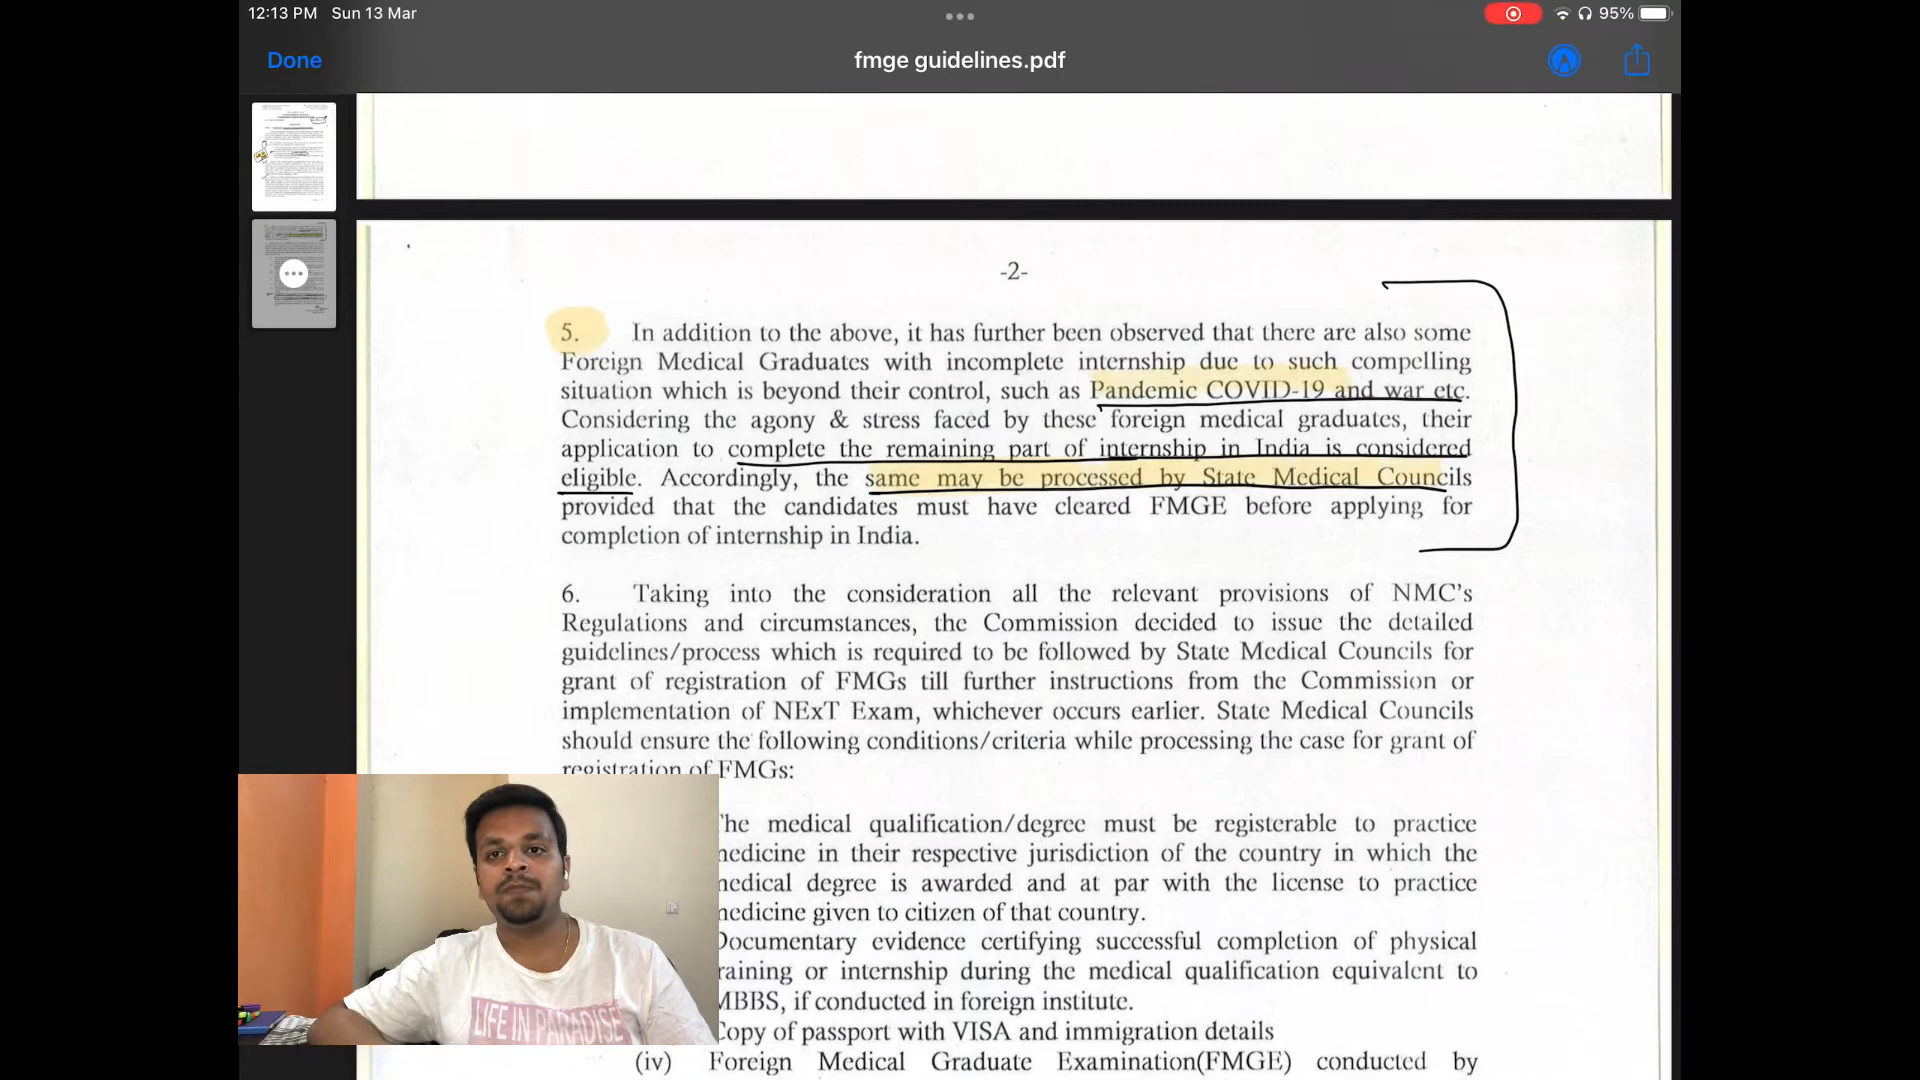 12:13 PM Sun 13 Mar
95%
Done
fmge guidelines.pdf
-2-
5. In addition to the above, it has further been observed that there are also some
Foreign Medical Graduates with incomplete internship due to such compelling
situation which is beyond their control, such as Pandemic COVID-19 and war etc.
Considering the agony & stress faced by these foreign medical graduates, their
application to complete the remaining part of internship in India is considered
eligible. Accordingly, the same may be processed by State Medical Councils
provided that the candidates must have cleared FMGE before applying for
completion of internship in India.
6. Taking into the consideration all the relevant provisions of NMC's
Regulations and circumstances, the Commission decided to issue the detailed
guidelines/process which is required to be followed by State Medical Councils for
grant of registration of FMGs till further instructions from the Commission or
implementation of NExT Exam, whichever occurs earlier. State Medical Councils
should ensure the following conditions/criteria while processing the case for grant of
registration of FMGs:
The medical qualification/degree must be registerable to practice
medicine in their respective jurisdiction of the country in which the
medical degree is awarded and at par with the license to practice
medicine given to citizen of that country.
Documentary evidence certifying successful completion of physical
training or internship during the medical qualification equivalent to
MBBS, if conducted in foreign institute.
Copy of passport with VISA and immigration details
(iv) Foreign Medical Graduate Examination(FMGE) conducted by
LIFE IN PARADISE